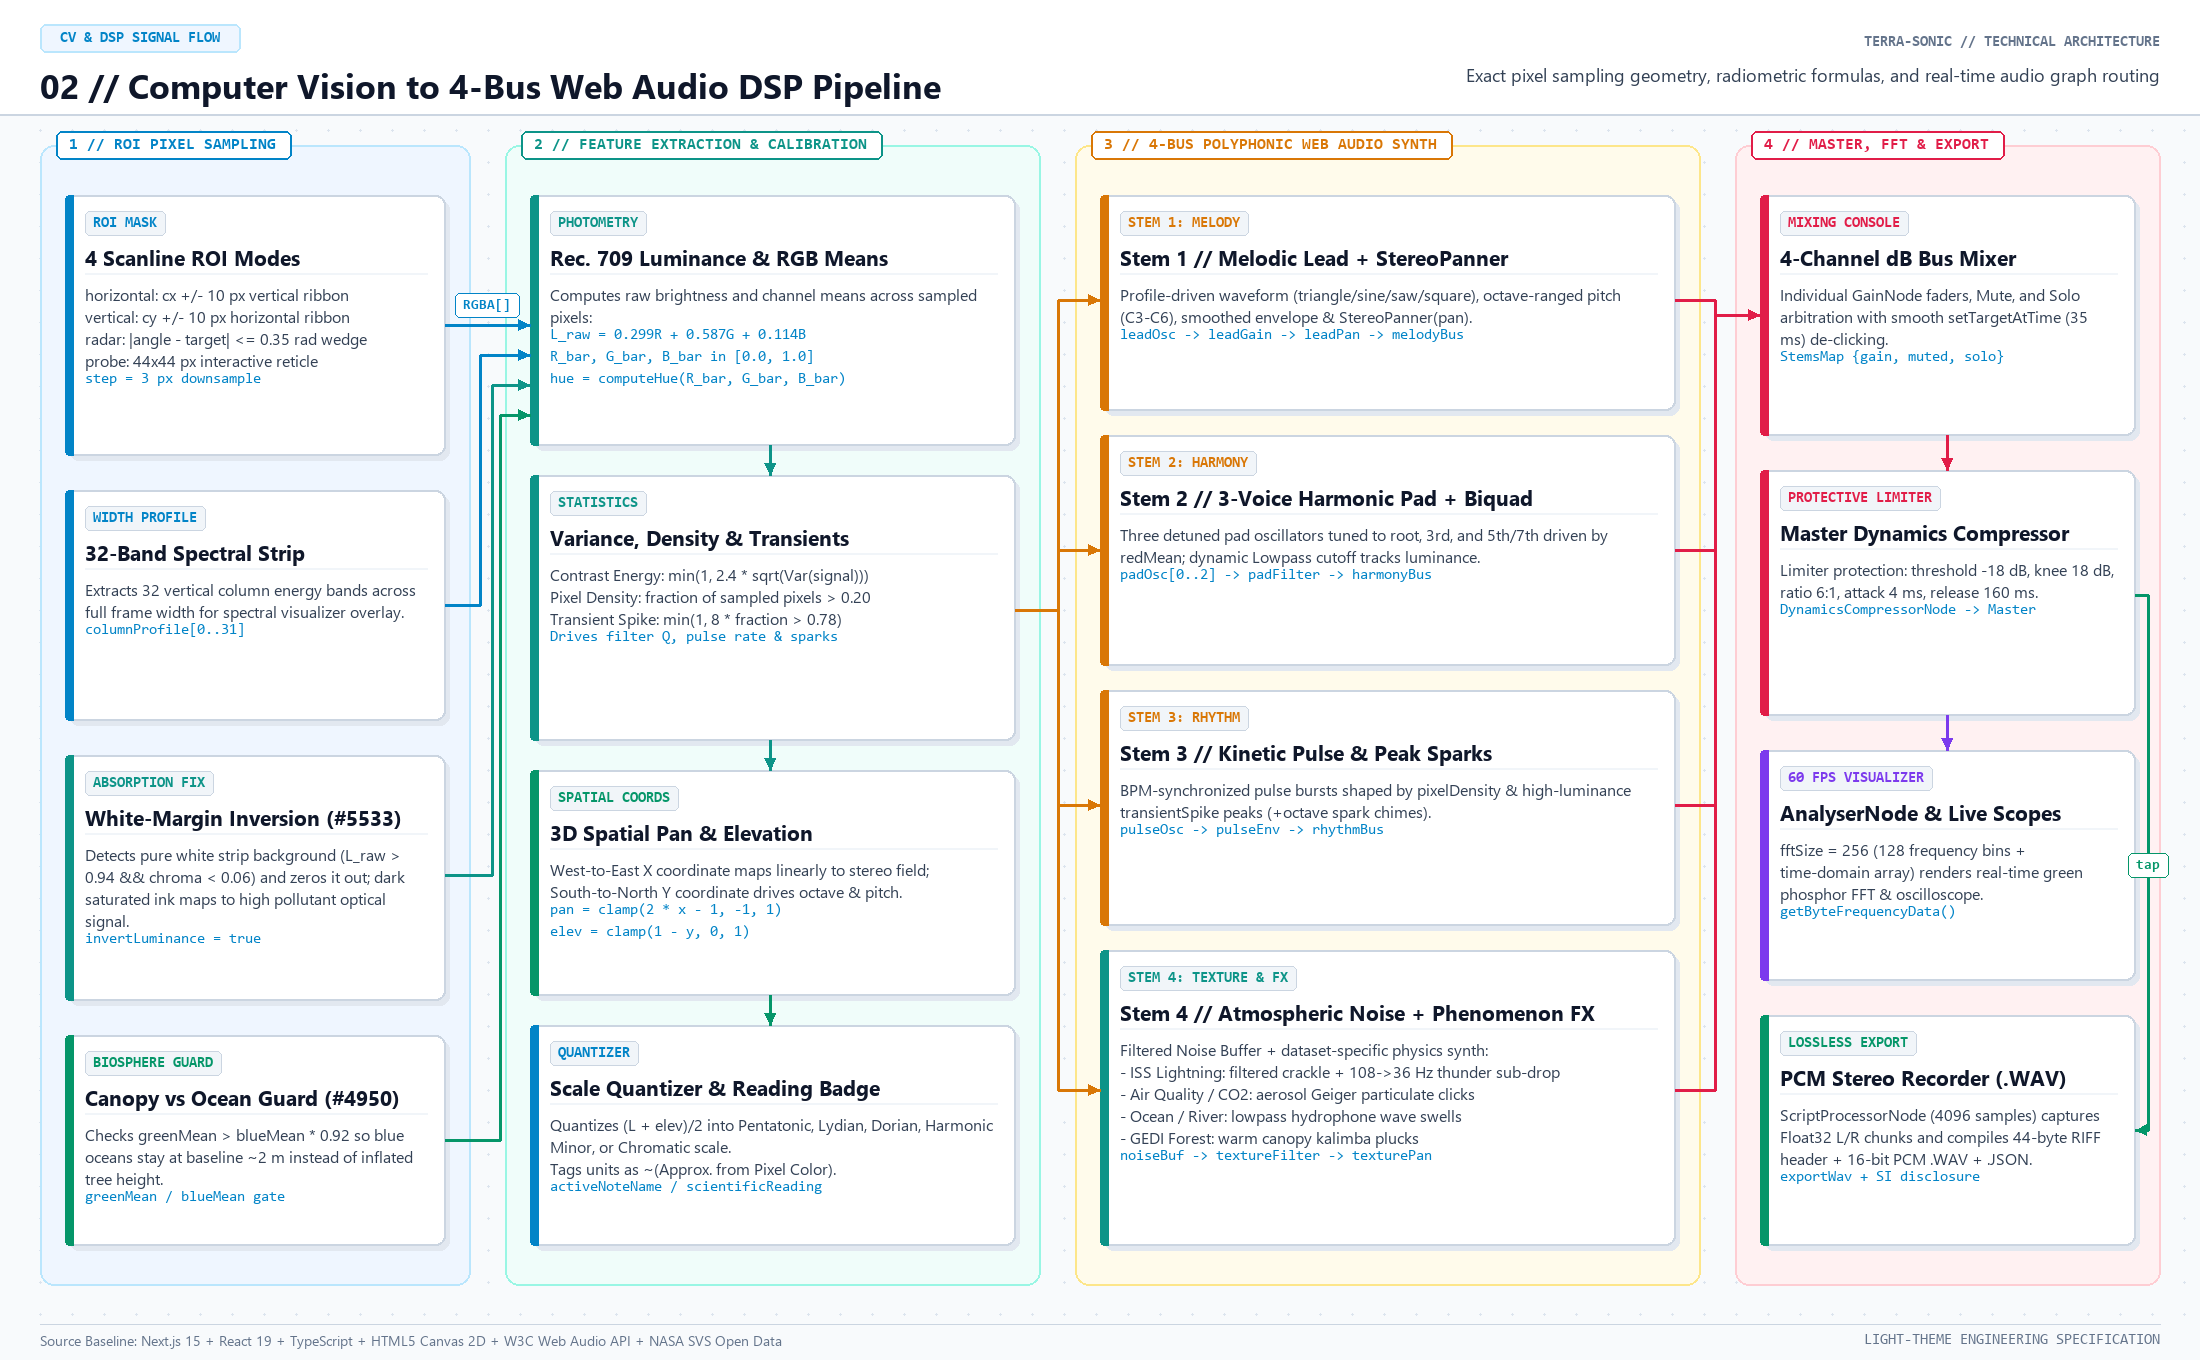 CV & DSP SIGNAL FLOW
TERRA-SONIC // TECHNICAL ARCHITECTURE
02 // Computer Vision to 4-Bus Web Audio DSP Pipeline
Exact pixel sampling geometry, radiometric formulas, and real-time audio graph routing
1 // ROI PIXEL SAMPLING
ROI MASK
4 Scanline ROI Modes
horizontal: cx +/- 10 px vertical ribbon
vertical: cy +/- 10 px horizontal ribbon
radar: |angle - target| <= 0.35 rad wedge
probe: 44x44 px interactive reticle
step = 3 px downsample
RGBA[]
WIDTH PROFILE
32-Band Spectral Strip
Extracts 32 vertical column energy bands across
full frame width for spectral visualizer overlay.
columnProfile[0..31]
ABSORPTION FIX
White-Margin Inversion (#5533)
Detects pure white strip background (L_raw >
0.94 && chroma < 0.06) and zeros it out; dark
saturated ink maps to high pollutant optical
signal.
invertLuminance = true
BIOSPHERE GUARD
Canopy vs Ocean Guard (#4950)
Checks greenMean > blueMean * 0.92 so blue
oceans stay at baseline ~2 m instead of inflated
tree height.
greenMean / blueMean gate
2 // FEATURE EXTRACTION & CALIBRATION
PHOTOMETRY
Rec. 709 Luminance & RGB Means
Computes raw brightness and channel means across sampled
pixels:
L_raw = 0.299R + 0.587G + 0.114B
R_bar, G_bar, B_bar in [0.0, 1.0]
hue = computeHue(R_bar, G_bar, B_bar)
STATISTICS
Variance, Density & Transients
Contrast Energy: min(1, 2.4 * sqrt(Var(signal)))
Pixel Density: fraction of sampled pixels > 0.20
Transient Spike: min(1, 8 * fraction > 0.78)
Drives filter Q, pulse rate & sparks
SPATIAL COORDS
3D Spatial Pan & Elevation
West-to-East X coordinate maps linearly to stereo field;
South-to-North Y coordinate drives octave & pitch.
pan = clamp(2 * x - 1, -1, 1)
elev = clamp(1 - y, 0, 1)
QUANTIZER
Scale Quantizer & Reading Badge
Quantizes (L + elev)/2 into Pentatonic, Lydian, Dorian, Harmonic
Minor, or Chromatic scale.
Tags units as ~(Approx. from Pixel Color).
activeNoteName / scientificReading
3 // 4-BUS POLYPHONIC WEB AUDIO SYNTH
STEM 1: MELODY
Stem 1 // Melodic Lead + StereoPanner
Profile-driven waveform (triangle/sine/saw/square), octave-ranged pitch
(C3-C6), smoothed envelope & StereoPanner(pan).
leadOsc -> leadGain -> leadPan -> melodyBus
STEM 2: HARMONY
Stem 2 // 3-Voice Harmonic Pad + Biquad
Three detuned pad oscillators tuned to root, 3rd, and 5th/7th driven by
redMean; dynamic Lowpass cutoff tracks luminance.
padOsc[0..2] -> padFilter -> harmonyBus
STEM 3: RHYTHM
Stem 3 // Kinetic Pulse & Peak Sparks
BPM-synchronized pulse bursts shaped by pixelDensity & high-luminance
transientSpike peaks (+octave spark chimes).
pulseOsc -> pulseEnv -> rhythmBus
STEM 4: TEXTURE & FX
Stem 4 // Atmospheric Noise + Phenomenon FX
Filtered Noise Buffer + dataset-specific physics synth:
- ISS Lightning: filtered crackle + 108->36 Hz thunder sub-drop
- Air Quality / CO2: aerosol Geiger particulate clicks
- Ocean / River: lowpass hydrophone wave swells
- GEDI Forest: warm canopy kalimba plucks
noiseBuf -> textureFilter -> texturePan
4 // MASTER, FFT & EXPORT
MIXING CONSOLE
4-Channel dB Bus Mixer
Individual GainNode faders, Mute, and Solo
arbitration with smooth setTargetAtTime (35
ms) de-clicking.
StemsMap {gain, muted, solo}
PROTECTIVE LIMITER
Master Dynamics Compressor
Limiter protection: threshold -18 dB, knee 18 dB,
ratio 6:1, attack 4 ms, release 160 ms.
DynamicsCompressorNode -> Master
60 FPS VISUALIZER
AnalyserNode & Live Scopes
fftSize = 256 (128 frequency bins +
time-domain array) renders real-time green
phosphor FFT & oscilloscope.
getByteFrequencyData()
tap
LOSSLESS EXPORT
PCM Stereo Recorder (.WAV)
ScriptProcessorNode (4096 samples) captures
Float32 L/R chunks and compiles 44-byte RIFF
header + 16-bit PCM .WAV + .JSON.
exportWav + SI disclosure
Source Baseline: Next.js 15 + React 19 + TypeScript + HTML5 Canvas 2D + W3C Web Audio API + NASA SVS Open Data
LIGHT-THEME ENGINEERING SPECIFICATION